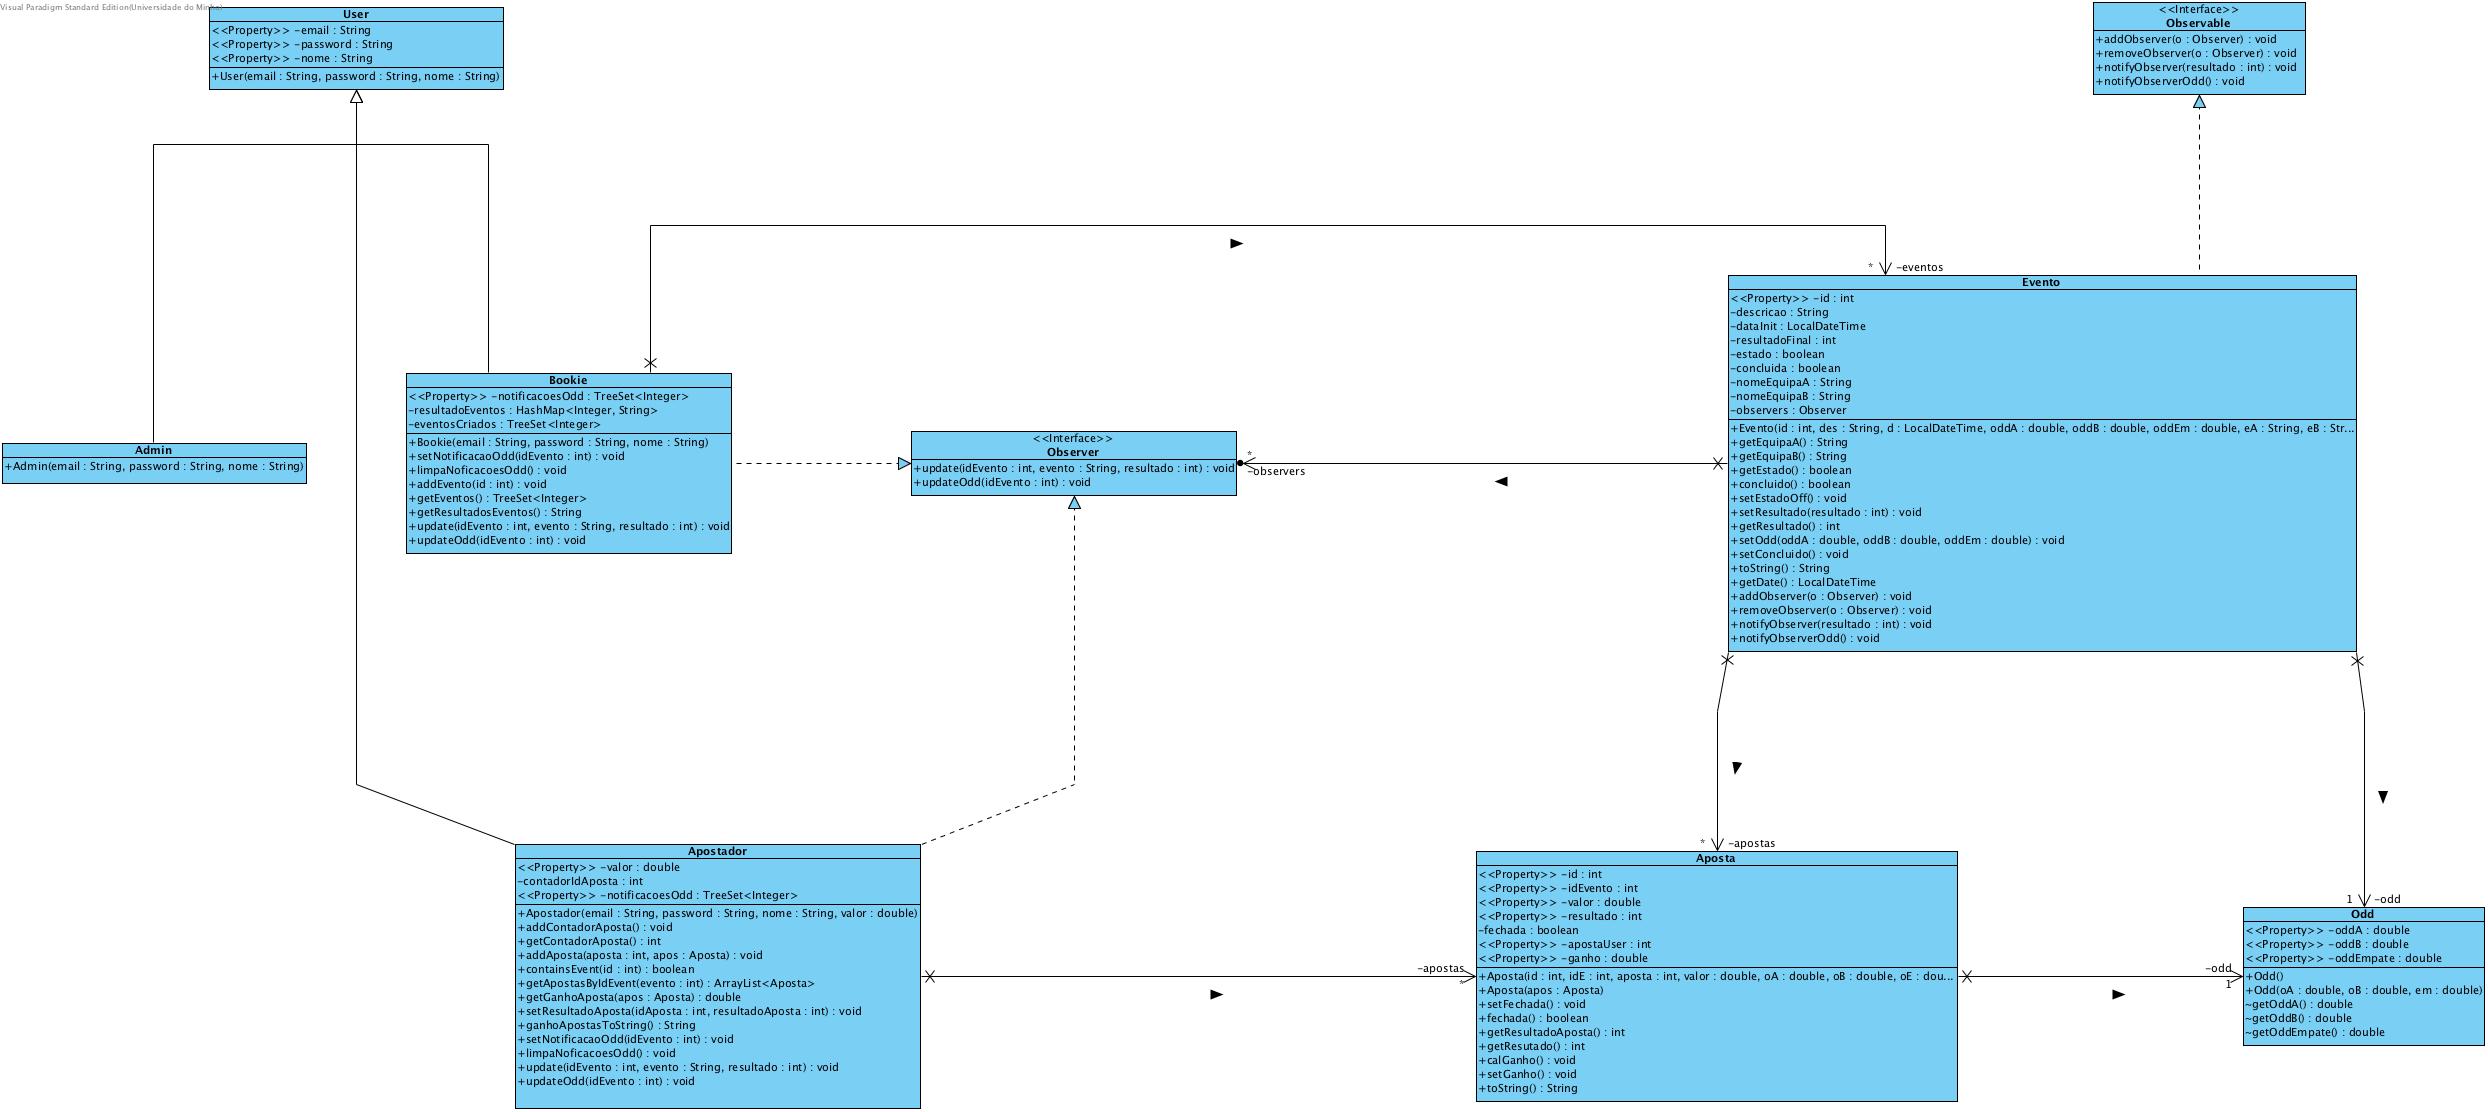 Visual Paradigm Standard Edition(Universidade do Minho)
User
<<Property>> -email : String
<<Property>> -password : String
<<Property>> -nome : String
+User(email : String, password : String, nome : String)
<<Interface>>
Observable
+addObserver(o : Observer) : void
+removeObserver(o : Observer) : void
+notifyObserver(resultado : int) : void
+notifyObserverOdd() : void
* -eventos
Evento
<<Property>> -id : int
-descricao : String
-dataInit : LocalDateTime
-resultadoFinal : int
-estado : boolean
-concluida : boolean
-nomeEquipaA : String
-nomeEquipaB : String
-observers : Observer
+Evento(id : int, des : String, d : LocalDateTime, oddA : double, oddB : double, oddEm : double, eA : String, eB : Str...
+getEquipaA() : String
+getEquipaB() : String
+getEstado() : boolean
+concluido() : boolean
+setEstadoOff() : void
+setResultado(resultado : int) : void
+getResultado() : int
+setOdd(oddA : double, oddB : double, oddEm : double) : void
+setConcluido() : void
+toString() : String
+getDate() : LocalDateTime
+addObserver(o : Observer) : void
+removeObserver(o : Observer) : void
+notifyObserver(resultado : int) : void
+notifyObserverOdd() : void
Bookie
<<Property>> -notificacoesOdd : TreeSet<Integer>
-resultadoEventos : HashMap<Integer, String>
-eventosCriados : TreeSet<Integer>
+Bookie(email : String, password : String, nome : String)
+setNotificacaoOdd(idEvento : int) : void
+limpaNoficacoesOdd() : void
+addEvento(id : int) : void
+getEventos() : TreeSet<Integer>
+getResultadosEventos() : String
+update(idEvento : int, evento : String, resultado : int) : void
+updateOdd(idEvento : int) : void
Admin
+Admin(email : String, password : String, nome : String)
<<Interface>>
Observer
+update(idEvento : int, evento : String, resultado : int) : void
+updateOdd(idEvento : int) : void
*
-observers
Apostador
<<Property>> -valor : double
-contadorIdAposta : int
<<Property>> -notificacoesOdd : TreeSet<Integer>
+Apostador(email : String, password : String, nome : String, valor : double)
+addContadorAposta() : void
+getContadorAposta() : int
+addAposta(aposta : int, apos : Aposta) : void
+containsEvent(id : int) : boolean
+getApostasByIdEvent(evento : int) : ArrayList<Aposta>
+getGanhoAposta(apos : Aposta) : double
+setResultadoAposta(idAposta : int, resultadoAposta : int) : void
+ganhoApostasToString() : String
+setNotificacaoOdd(idEvento : int) : void
+limpaNoficacoesOdd() : void
+update(idEvento : int, evento : String, resultado : int) : void
+updateOdd(idEvento : int) : void
-apostas
*
* -apostas
Aposta
<<Property>> -id : int
<<Property>> -idEvento : int
<<Property>> -valor : double
<<Property>> -resultado : int
-fechada : boolean
<<Property>> -apostaUser : int
<<Property>> -ganho : double
+Aposta(id : int, idE : int, aposta : int, valor : double, oA : double, oB : double, oE : dou...
+Aposta(apos : Aposta)
+setFechada() : void
+fechada() : boolean
+getResultadoAposta() : int
+getResutado() : int
+calGanho() : void
+setGanho() : void
+toString() : String
-odd
1
1 -odd
Odd
<<Property>> -oddA : double
<<Property>> -oddB : double
<<Property>> -oddEmpate : double
+Odd()
+Odd(oA : double, oB : double, em : double)
~getOddA() : double
~getOddB() : double
~getOddEmpate() : double